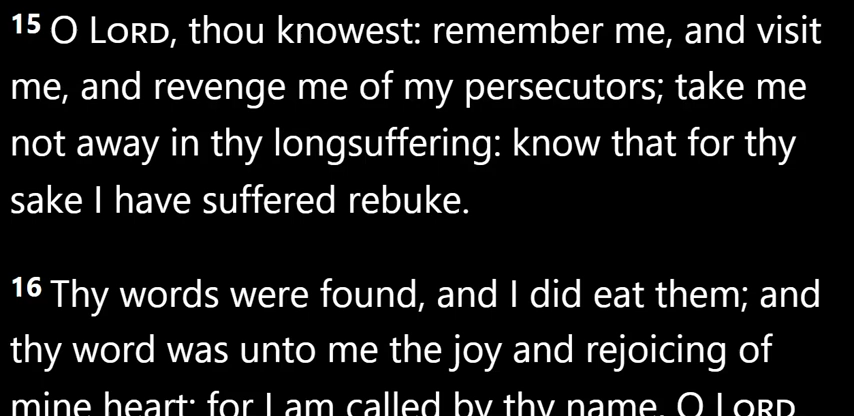 15 O LORD, thou knowest: remember me, and visit
me, and revenge me of my persecutors; take me
not away in thy longsuffering: know that for thy
sake I have suffered rebuke.
16 Thy words were found, and I did eat them; and
thy word was unto me the joy and rejoicing of
mine heart: for I am called by thy name, O LORD